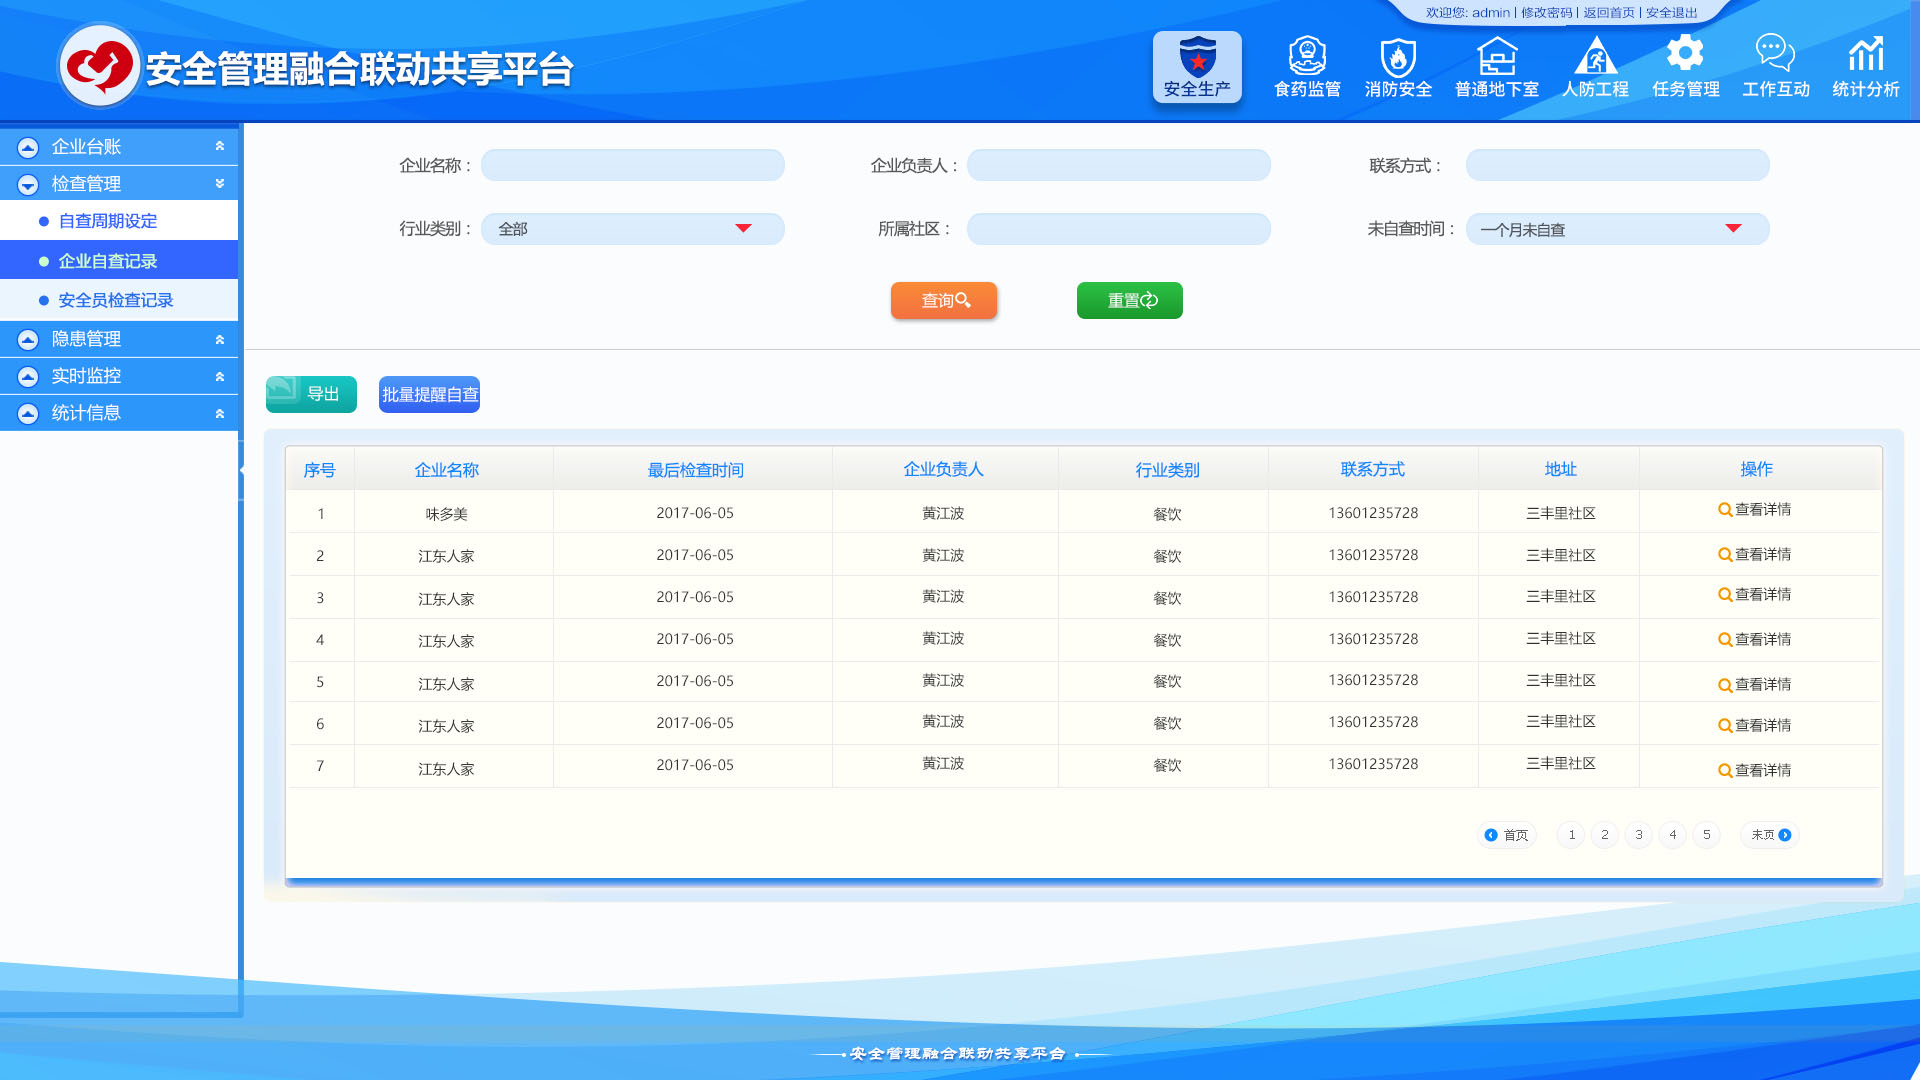 欢迎您: admin | 修改密码 | 返回首页 | 安全退出
安全管理融合联动共享平台
安全生产 食药监管 消防安全 普通地下室 人防工程 任务管理 工作互动 统计分析
企业台账
检查管理
自查周期设定
企业自查记录
安全员检查记录
隐患管理
实时监控
统计信息
企业名称： 企业负责人： 联系方式：
行业类别： 全部 所属社区： 未自查时间： 一个月未自查
查询 重置
导出 批量提醒自查
序号 企业名称 最后检查时间 企业负责人 行业类别 联系方式 地址 操作
1 味多美 2017-06-05 黄江波 餐饮 13601235728 三丰里社区 查看详情
2 江东人家 2017-06-05 黄江波 餐饮 13601235728 三丰里社区 查看详情
3 江东人家 2017-06-05 黄江波 餐饮 13601235728 三丰里社区 查看详情
4 江东人家 2017-06-05 黄江波 餐饮 13601235728 三丰里社区 查看详情
5 江东人家 2017-06-05 黄江波 餐饮 13601235728 三丰里社区 查看详情
6 江东人家 2017-06-05 黄江波 餐饮 13601235728 三丰里社区 查看详情
7 江东人家 2017-06-05 黄江波 餐饮 13601235728 三丰里社区 查看详情
首页 1 2 3 4 5 末页
安全管理融合联动共享平台